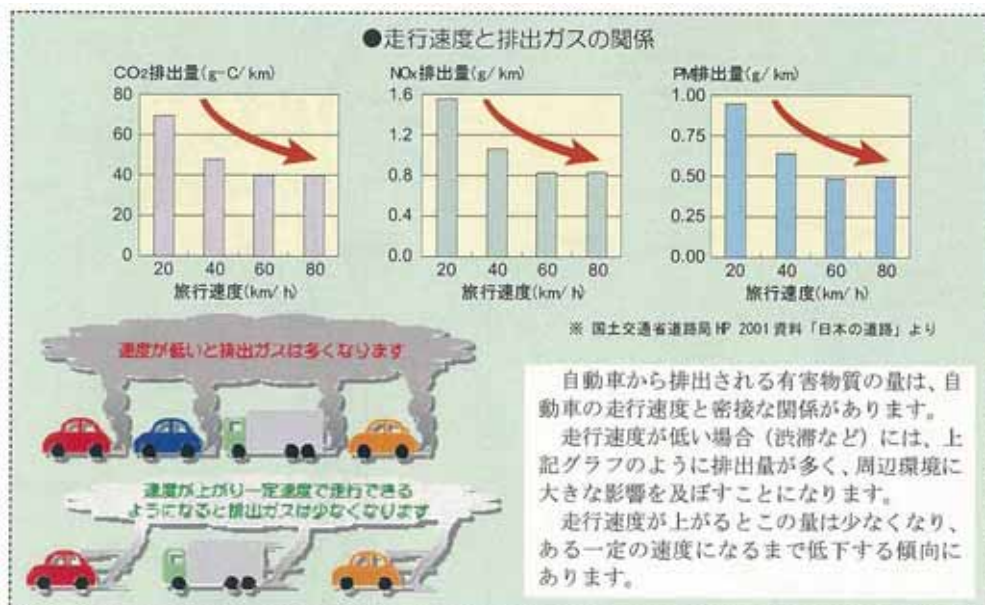 ●走行速度と排出ガスの関係
CO2排出量(g-C/km)
80
60
40
20
0
20 40 60 80
旅行速度(km/h)
NOx排出量(g/km)
1.6
1.2
0.8
0.4
0.0
20 40 60 80
旅行速度(km/h)
PM排出量(g/km)
1.00
0.75
0.50
0.25
0.00
20 40 60 80
旅行速度(km/h)
※ 国土交通省道路局HP 2001資料「日本の道路」より
速度が低いと排出ガスは多くなります
速度が上がり一定速度で走行できる
ようになると排出ガスは少なくなります
自動車から排出される有害物質の量は、自
動車の走行速度と密接な関係があります。
走行速度が低い場合（渋滞など）には、上
記グラフのように排出量が多く、周辺環境に
大きな影響を及ぼすことになります。
走行速度が上がるとこの量は少なくなり、
ある一定の速度になるまで低下する傾向に
あります。